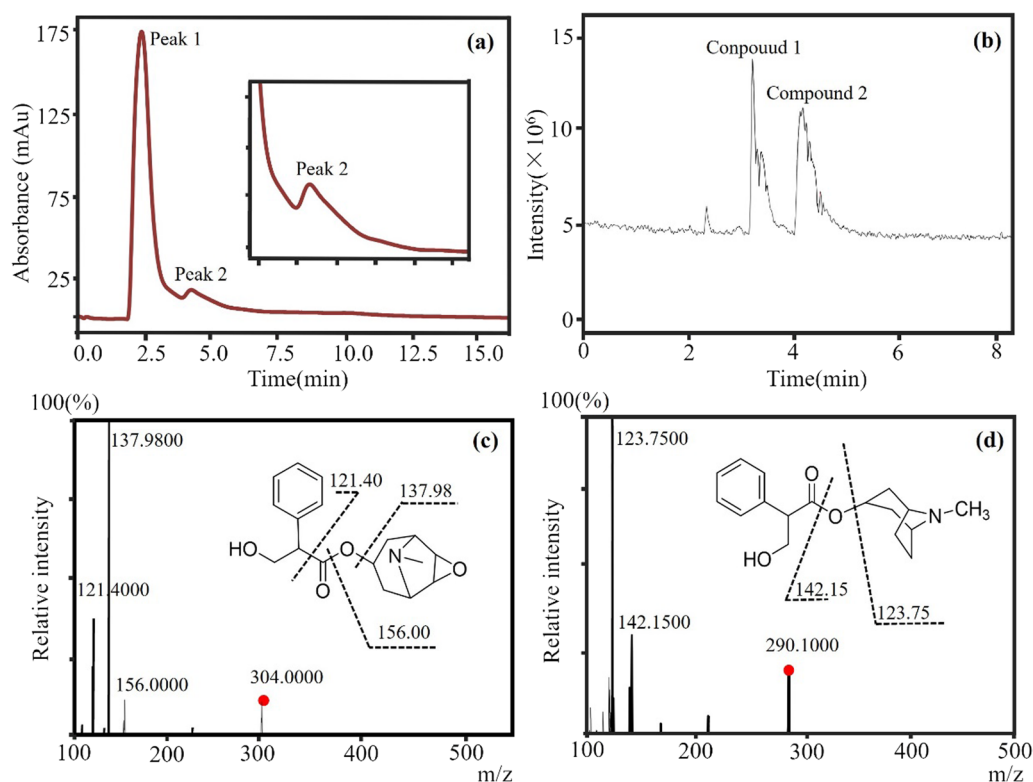 175
Peak 1
(a)
125
75
25
Peak 2
Peak 2
Absorbance (mAu)
0.0 2.5 5.0 7.5 10.0 12.5 15.0
Time(min)
15
Conpouud 1
(b)
Compound 2
10
5
0
Intensity(×10⁶)
0 2 4 6 8
Time(min)
100(%)
137.9800
(c)
121.40
137.98
HO
O
O
N
O
121.4000
156.00
156.0000
304.0000
Relative intensity
100 200 300 400 500
m/z
100(%)
123.7500
(d)
O
O
N
CH₃
HO
142.15
123.75
142.1500
290.1000
Relative intensity
100 200 300 400 500
m/z